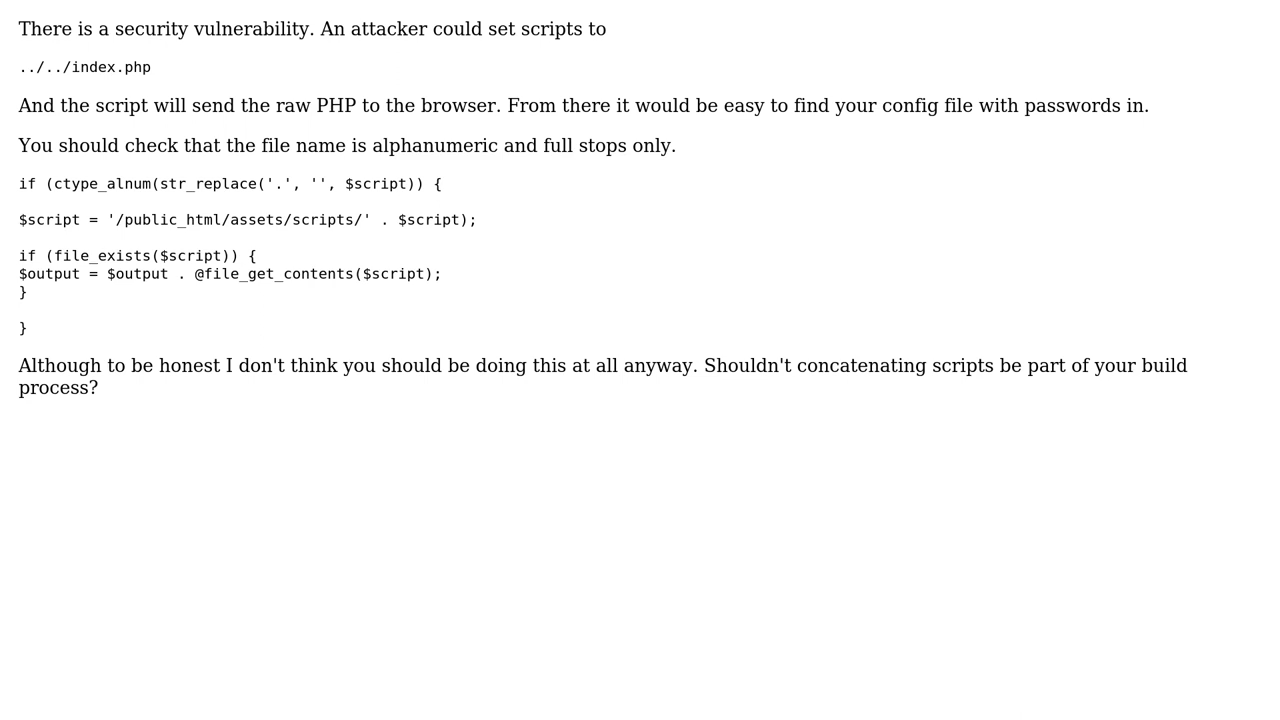 There is a security vulnerability. An attacker could set scripts to
../../index.php
And the script will send the raw PHP to the browser. From there it would be easy to find your config file with passwords in.
You should check that the file name is alphanumeric and full stops only.
if (ctype_alnum(str_replace('.', '', $script)) {
$script = '/public_html/assets/scripts/' . $script);
if (file_exists($script)) {
$output = $output . @file_get_contents($script);
}
}
Although to be honest I don't think you should be doing this at all anyway. Shouldn't concatenating scripts be part of your build
process?